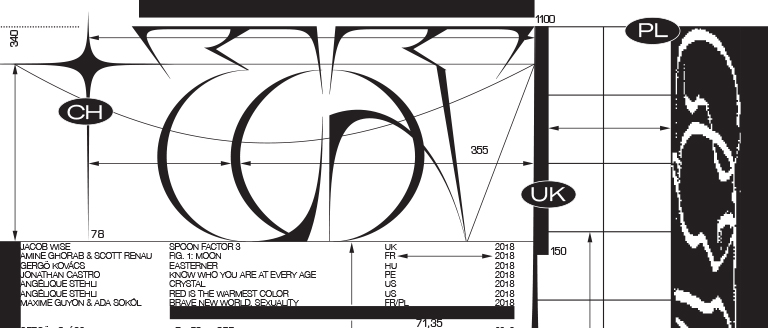 1100
PL
340
CH
355
UK
78
150
JACOB WISE SPOON FACTOR 3 UK 2018
AMINE GHORAB & SCOTT RENAU FIG. 1: MOON FR 2018
GERGŐ KOVÁCS EASTERNER HU 2018
JONATHAN CASTRO KNOW WHO YOU ARE AT EVERY AGE PE 2018
ANGÉLIQUE STEHLI CRYSTAL US 2018
ANGÉLIQUE STEHLI RED IS THE WARMEST COLOR US 2018
MAXIME GUYON & ADA SOKÓL BRAVE NEW WORLD, SEXUALITY FR/PL 2018
71,35